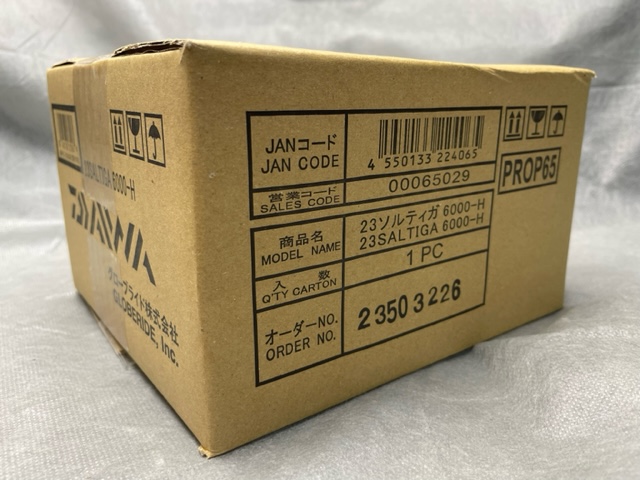 23SALTIGA 6000-H
DAIWA
グローブライド株式会社
GLOBERIDE, Inc.
JANコード
JAN CODE
4 550133 224065
営業コード
SALES CODE
00065029
商品名
MODEL NAME
23ソルティガ 6000-H
23SALTIGA 6000-H
入 数
Q'TY CARTON
1 PC
オーダーNO.
ORDER NO.
23503226
PROP65